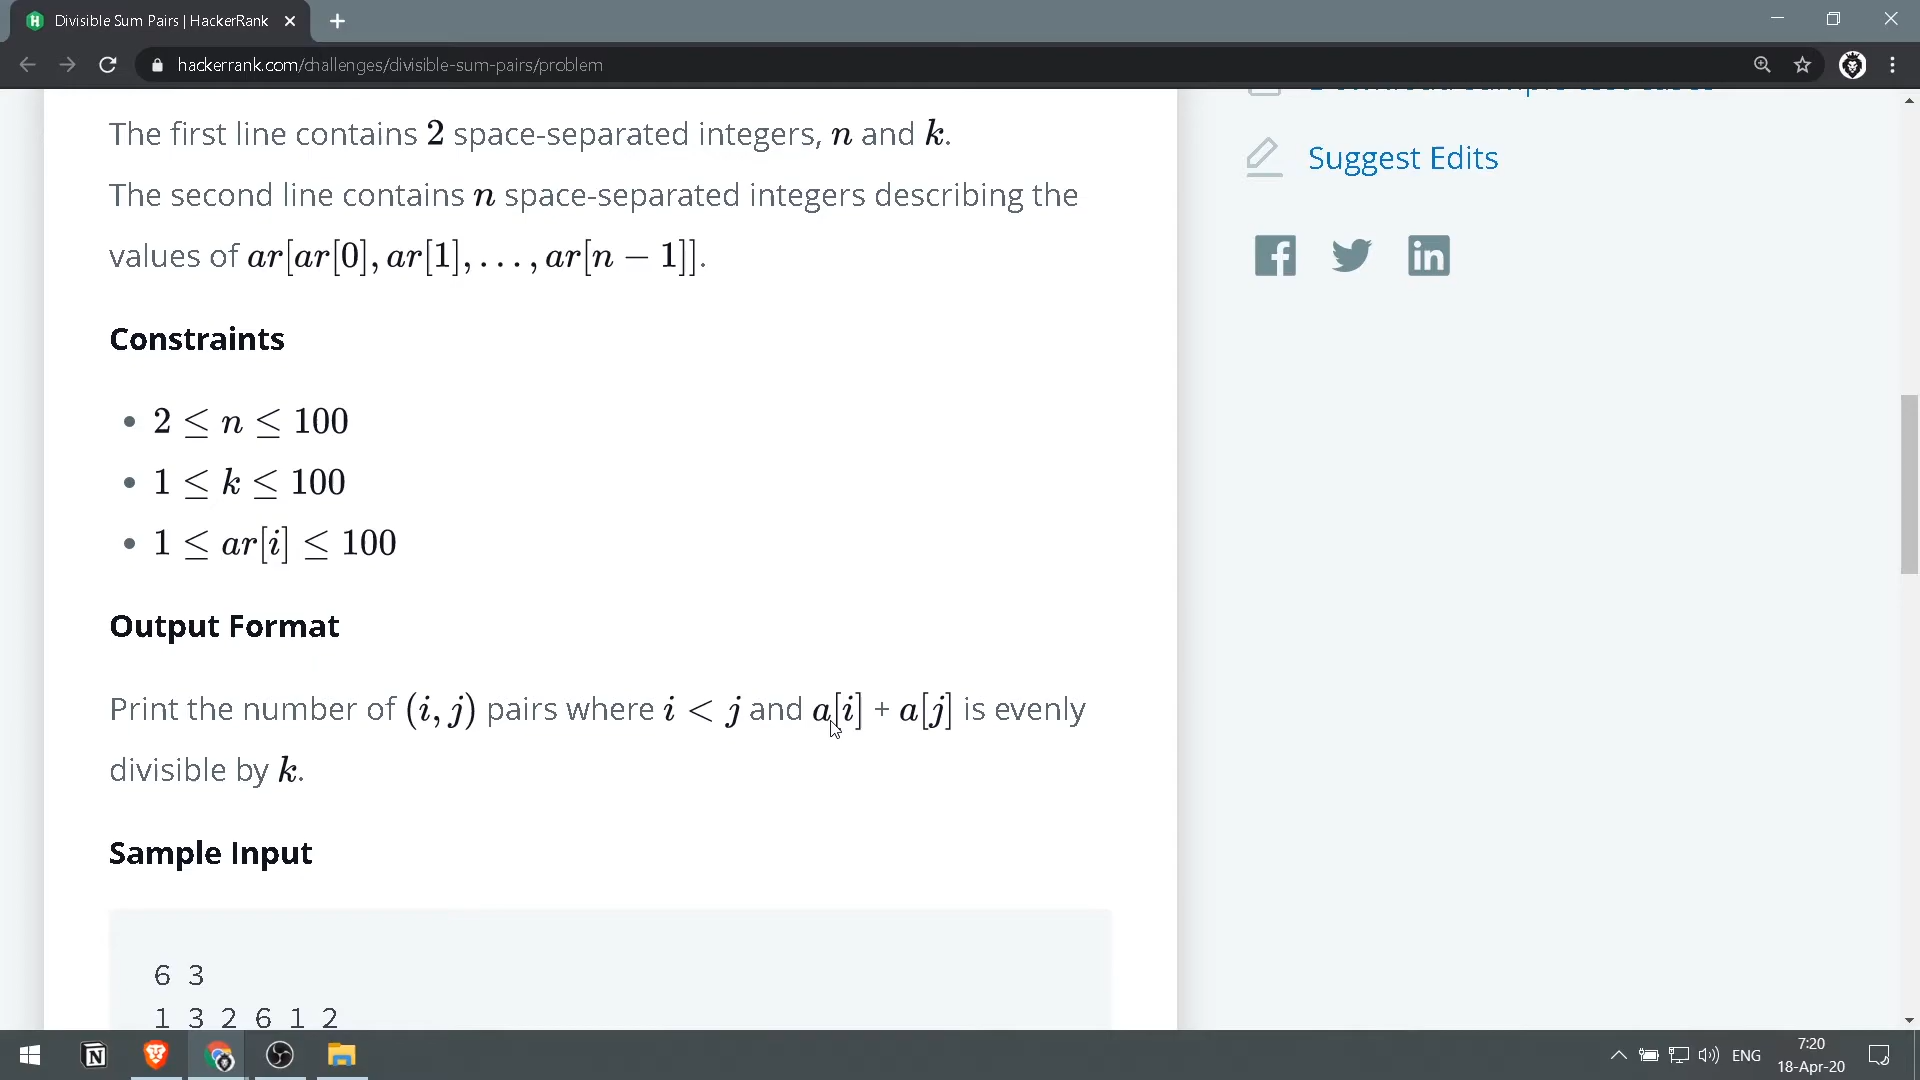 Divisible Sum Pairs | HackerRank
hackerrank.com/challenges/divisible-sum-pairs/problem
The first line contains 2 space-separated integers, n and k.
The second line contains n space-separated integers describing the
values of ar[ar[0], ar[1], . . . , ar[n − 1]].
Constraints
2 ≤ n ≤ 100
1 ≤ k ≤ 100
1 ≤ ar[i] ≤ 100
Output Format
Print the number of (i, j) pairs where i < j and a[i] + a[j] is evenly
divisible by k.
Sample Input
6 3
1 3 2 6 1 2
Suggest Edits
ENG
7:20
18-Apr-20